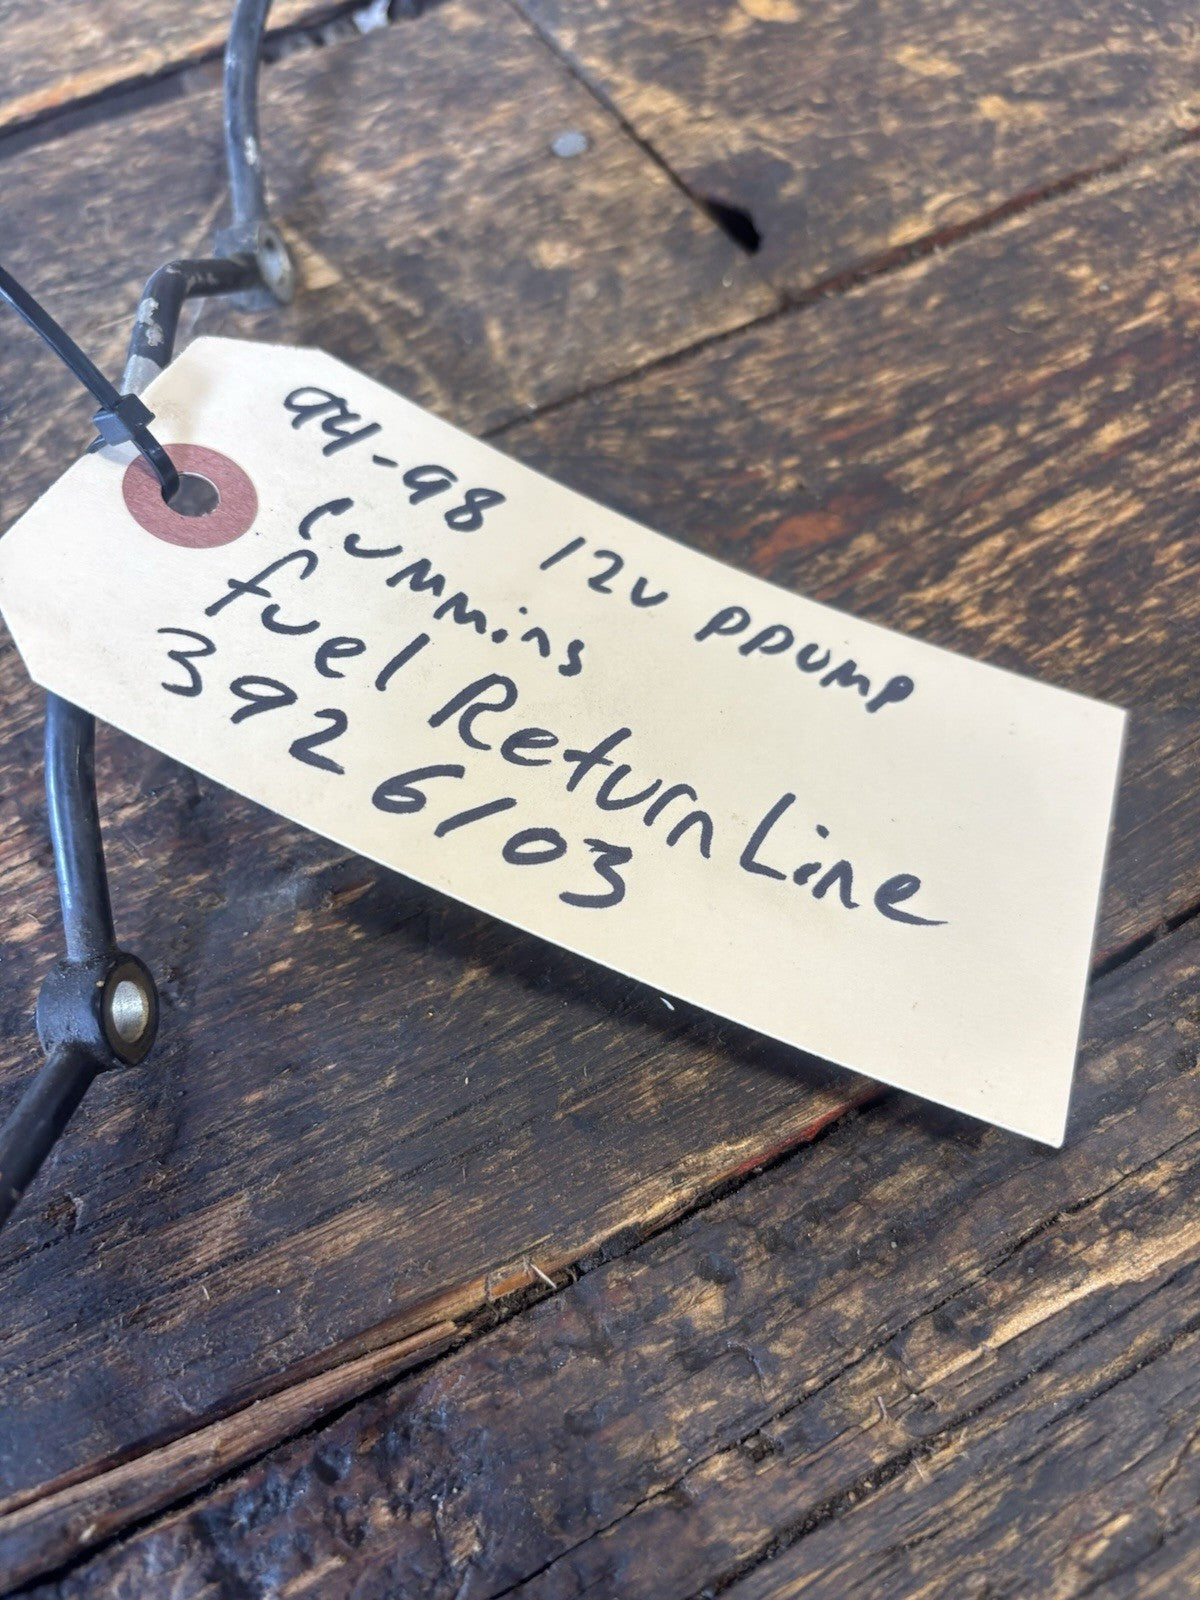 94-98 12v PPUMP
Cummins
fuel Return Line
3926103